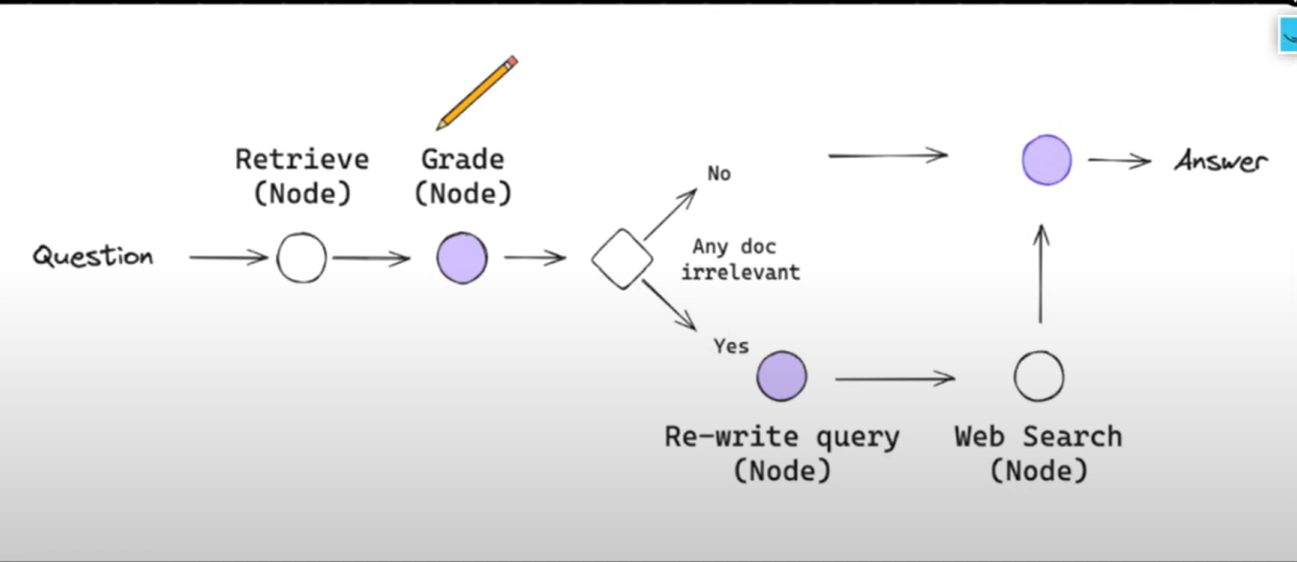 Retrieve
(Node)
Grade
(Node)
Question
No
Any doc
irrelevant
Yes
Re-write query
(Node)
Web Search
(Node)
Answer